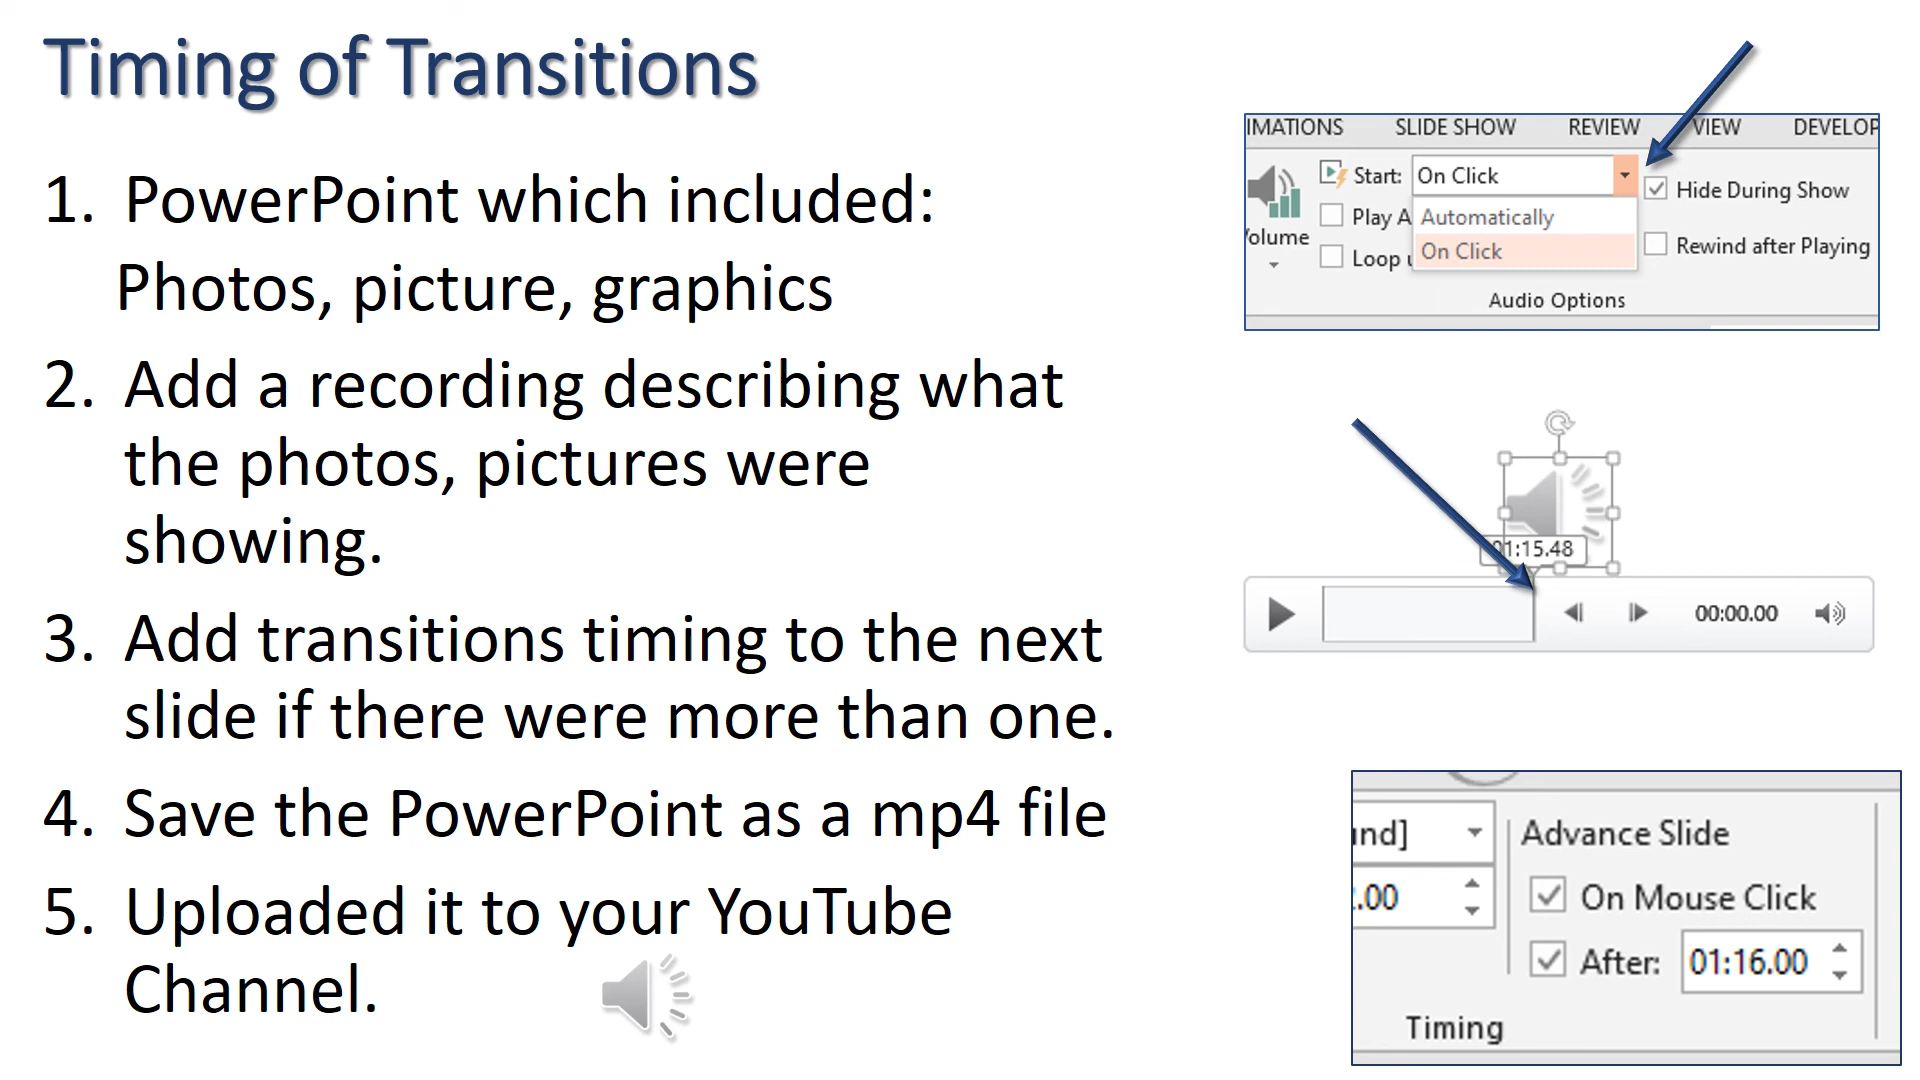 Timing of Transitions
1. PowerPoint which included:
Photos, picture, graphics
2. Add a recording describing what
the photos, pictures were
showing.
3. Add transitions timing to the next
slide if there were more than one.
4. Save the PowerPoint as a mp4 file
5. Uploaded it to your YouTube
Channel.
IMATIONS SLIDE SHOW REVIEW VIEW DEVELOP
Start: On Click
Hide During Show
Play A
Automatically
olume
On Click
Rewind after Playing
Loop
Audio Options
01:15.48
00:00.00
und]
Advance Slide
.00
On Mouse Click
After: 01:16.00
Timing